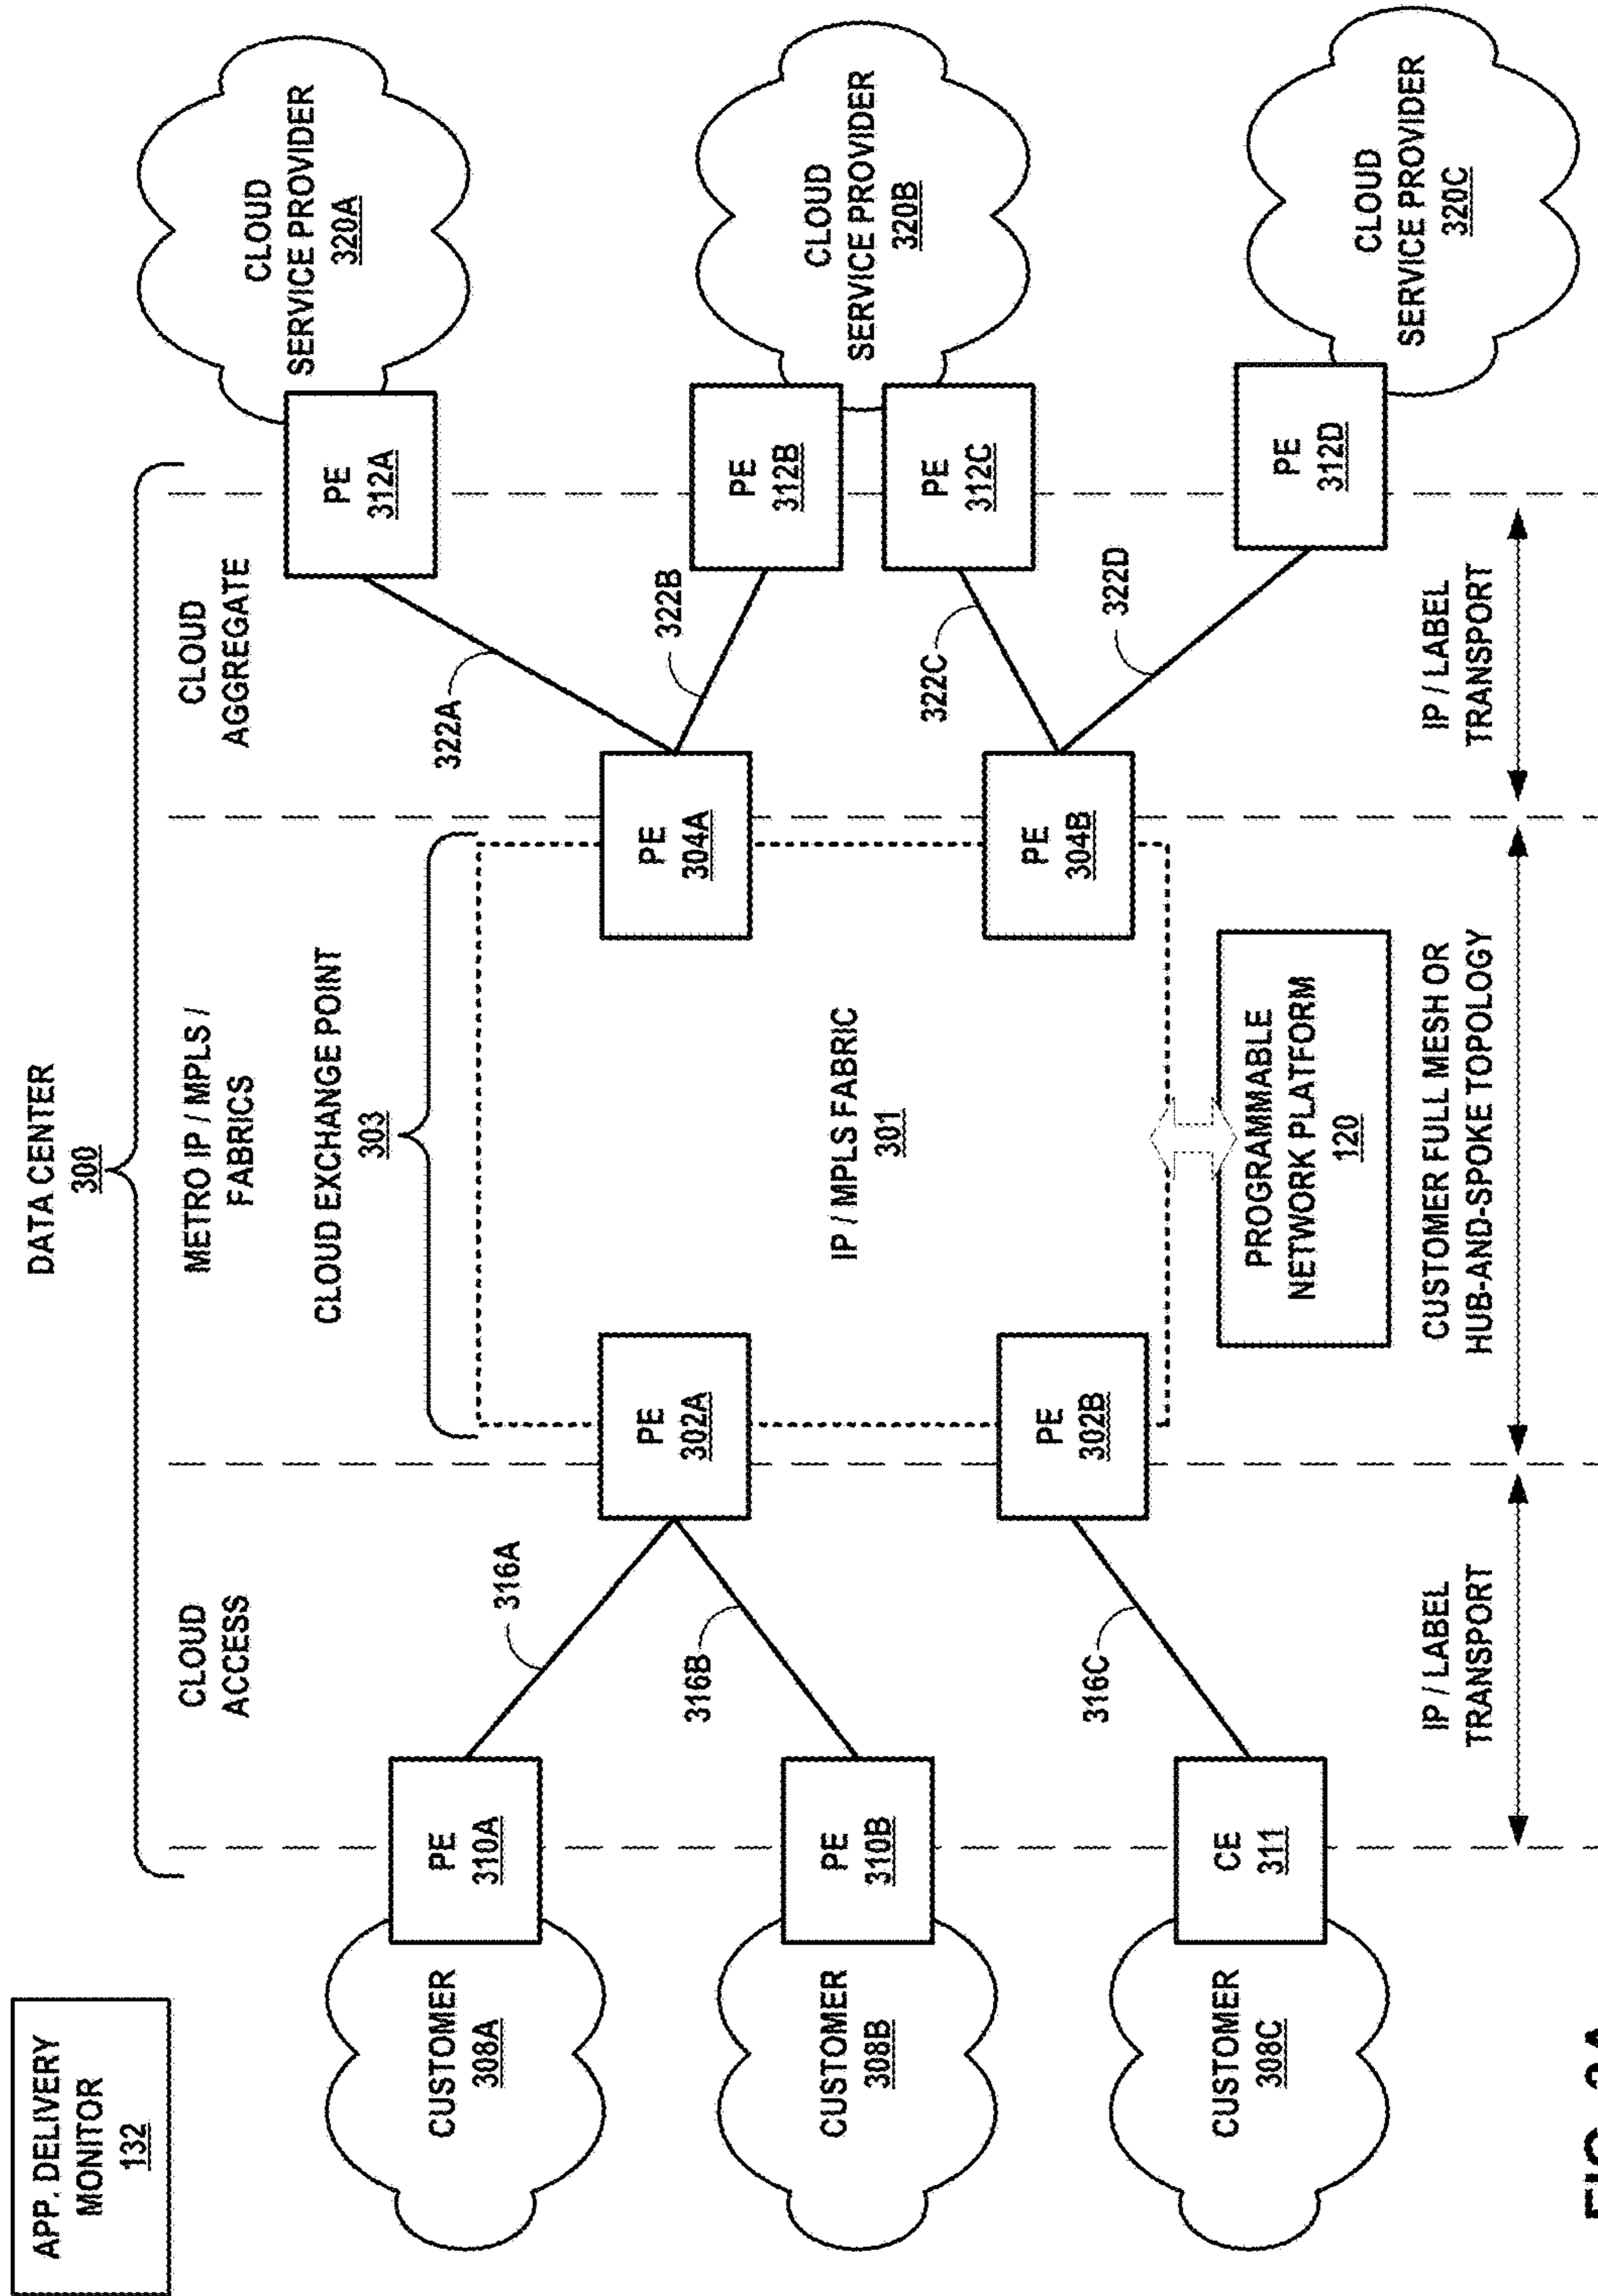 APP. DELIVERY
MONITOR
132
DATA CENTER
300
CLOUD
ACCESS
METRO IP / MPLS /
FABRICS
CLOUD
AGGREGATE
CLOUD EXCHANGE POINT
303
CUSTOMER
308A
PE
310A
316A
PE
302A
PE
304A
322A
PE
312A
CLOUD
SERVICE PROVIDER
320A
CUSTOMER
308B
PE
310B
316B
IP / MPLS FABRIC
301
322B
PE
312B
CLOUD
SERVICE PROVIDER
320B
322C
PE
312C
CUSTOMER
308C
CE
311
316C
PE
302B
PE
304B
322D
PE
312D
CLOUD
SERVICE PROVIDER
320C
PROGRAMMABLE
NETWORK PLATFORM
120
IP / LABEL
TRANSPORT
CUSTOMER FULL MESH OR
HUB-AND-SPOKE TOPOLOGY
IP / LABEL
TRANSPORT